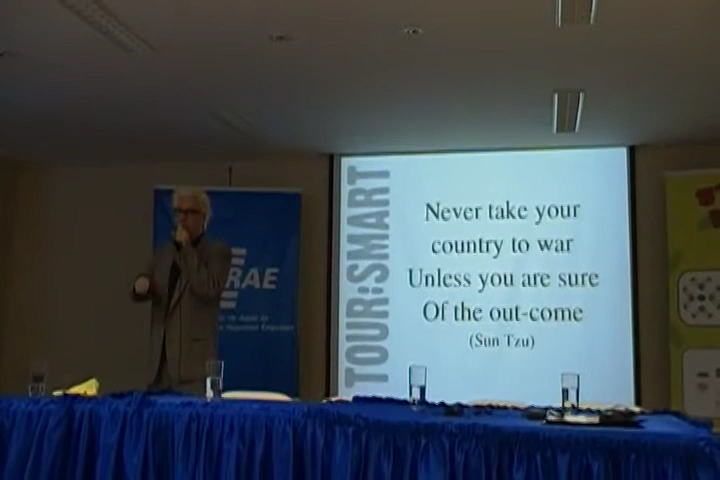 TOUR:SMART
Never take your
country to war
Unless you are sure
Of the out-come
(Sun Tzu)
RAE